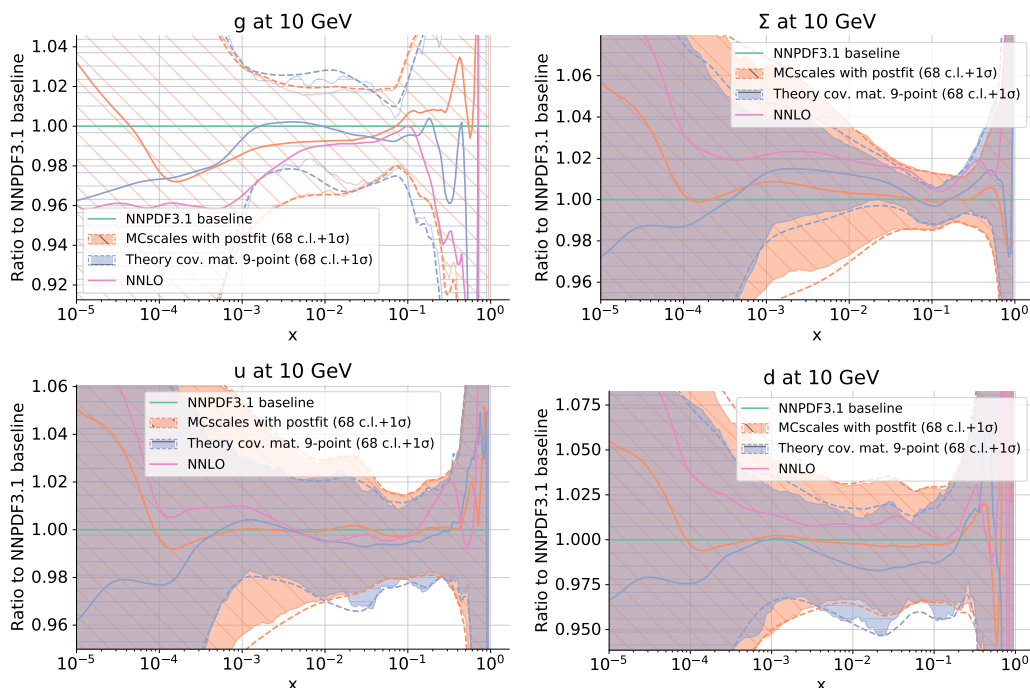 g at 10 GeV
Ratio to NNPDF3.1 baseline
1.04
1.02
1.00
0.98
0.96
0.94
0.92
NNPDF3.1 baseline
MCscales with postfit (68 c.l.+1σ)
Theory cov. mat. 9-point (68 c.l.+1σ)
NNLO
10⁻⁵ 10⁻⁴ 10⁻³ 10⁻² 10⁻¹ 10⁰
x
Σ at 10 GeV
Ratio to NNPDF3.1 baseline
1.06
1.04
1.02
1.00
0.98
0.96
NNPDF3.1 baseline
MCscales with postfit (68 c.l.+1σ)
Theory cov. mat. 9-point (68 c.l.+1σ)
NNLO
10⁻⁵ 10⁻⁴ 10⁻³ 10⁻² 10⁻¹ 10⁰
x
u at 10 GeV
Ratio to NNPDF3.1 baseline
1.06
1.04
1.02
1.00
0.98
0.96
NNPDF3.1 baseline
MCscales with postfit (68 c.l.+1σ)
Theory cov. mat. 9-point (68 c.l.+1σ)
NNLO
10⁻⁵ 10⁻⁴ 10⁻³ 10⁻² 10⁻¹ 10⁰
x
d at 10 GeV
Ratio to NNPDF3.1 baseline
1.075
1.050
1.025
1.000
0.975
0.950
NNPDF3.1 baseline
MCscales with postfit (68 c.l.+1σ)
Theory cov. mat. 9-point (68 c.l.+1σ)
NNLO
10⁻⁵ 10⁻⁴ 10⁻³ 10⁻² 10⁻¹ 10⁰
x